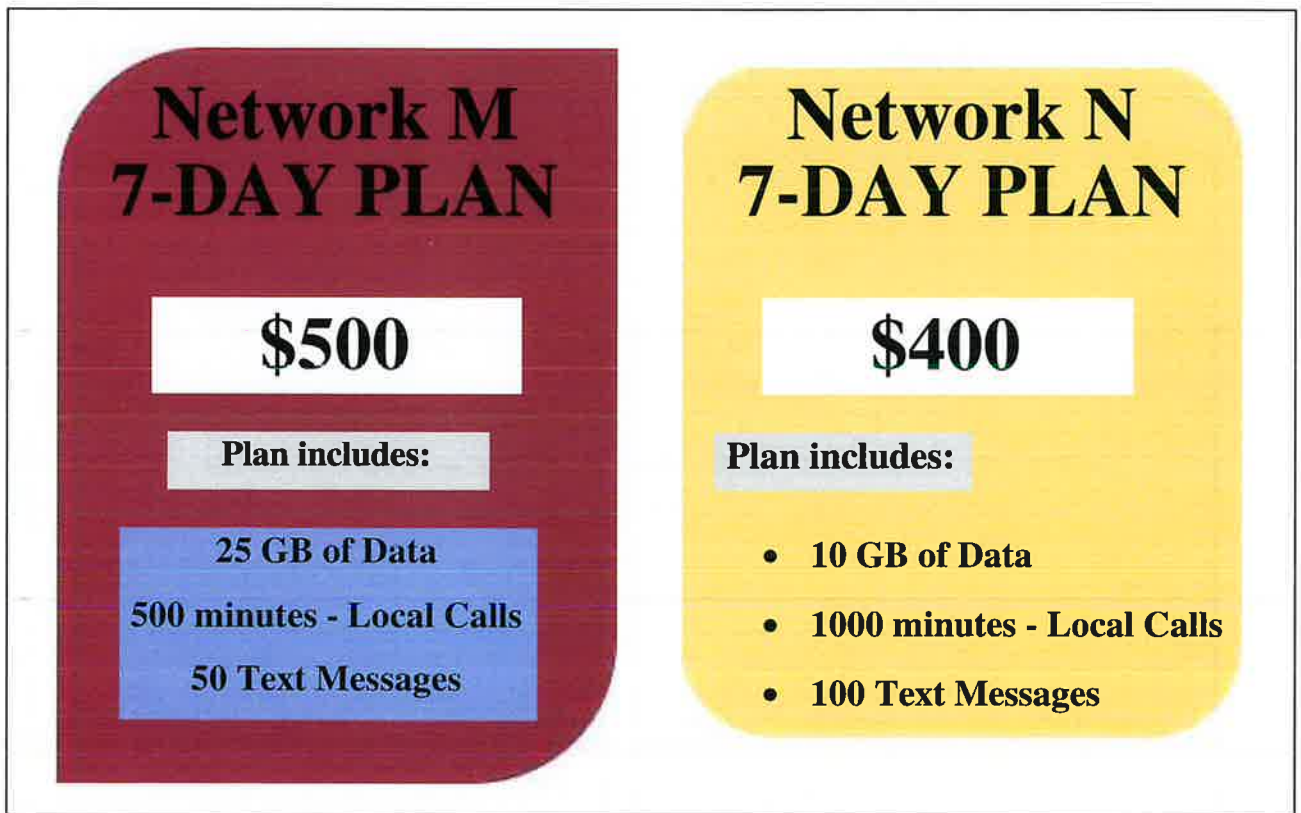 Network M
7-DAY PLAN
$500
Plan includes:
25 GB of Data
500 minutes - Local Calls
50 Text Messages
Network N
7-DAY PLAN
$400
Plan includes:
• 10 GB of Data
• 1000 minutes - Local Calls
• 100 Text Messages